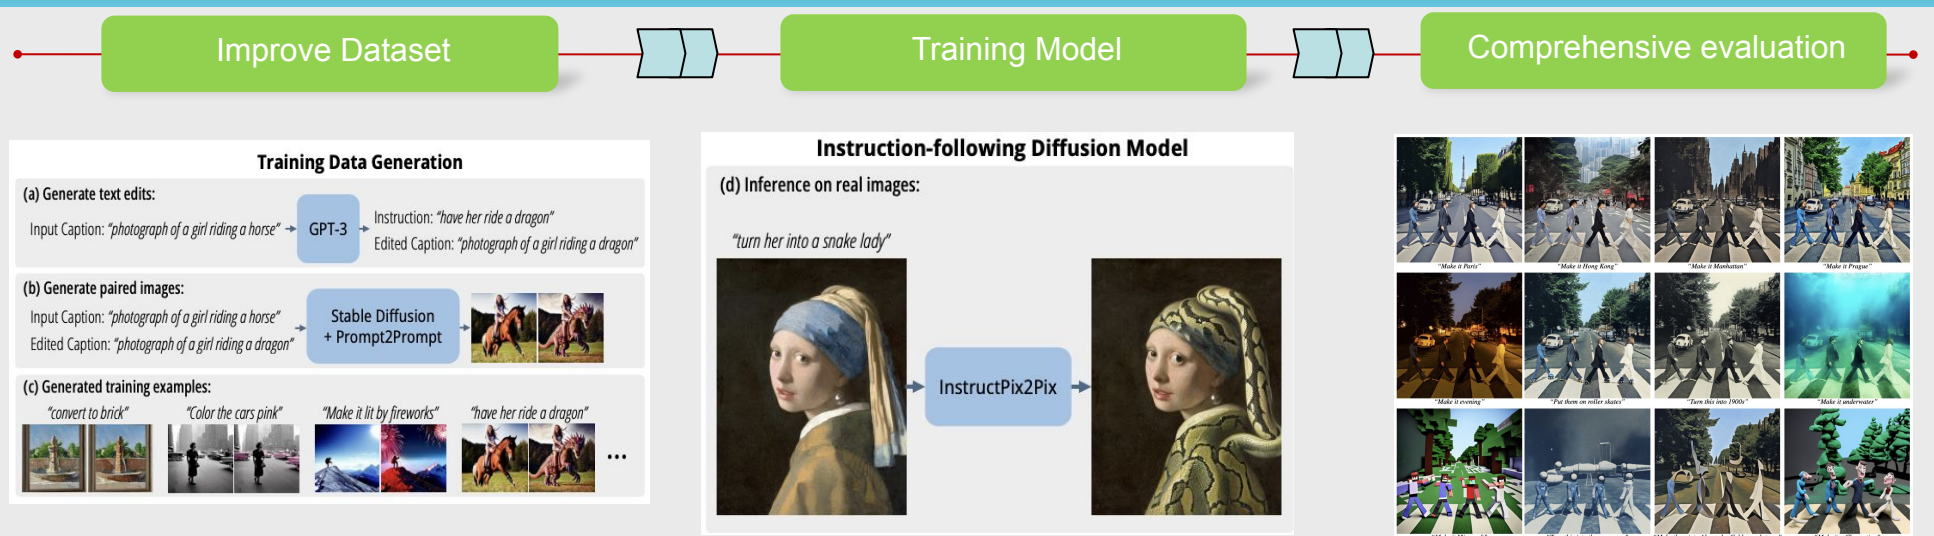 Improve Dataset
Training Model
Comprehensive evaluation
Training Data Generation
(a) Generate text edits:
Input Caption: "photograph of a girl riding a horse"
GPT-3
Instruction: "have her ride a dragon"
Edited Caption: "photograph of a girl riding a dragon"
(b) Generate paired images:
Input Caption: "photograph of a girl riding a horse"
Edited Caption: "photograph of a girl riding a dragon"
Stable Diffusion
+ Prompt2Prompt
(c) Generated training examples:
"convert to brick"
"Color the cars pink"
"Make it lit by fireworks"
"have her ride a dragon"
...
Instruction-following Diffusion Model
(d) Inference on real images:
"turn her into a snake lady"
InstructPix2Pix
"Make it Paris"
"Make it Hong Kong"
"Make it Manhattan"
"Make it Prague"
"Make it evening"
"Put them on roller skates"
"Turn this into 1900s"
"Make it underwater"